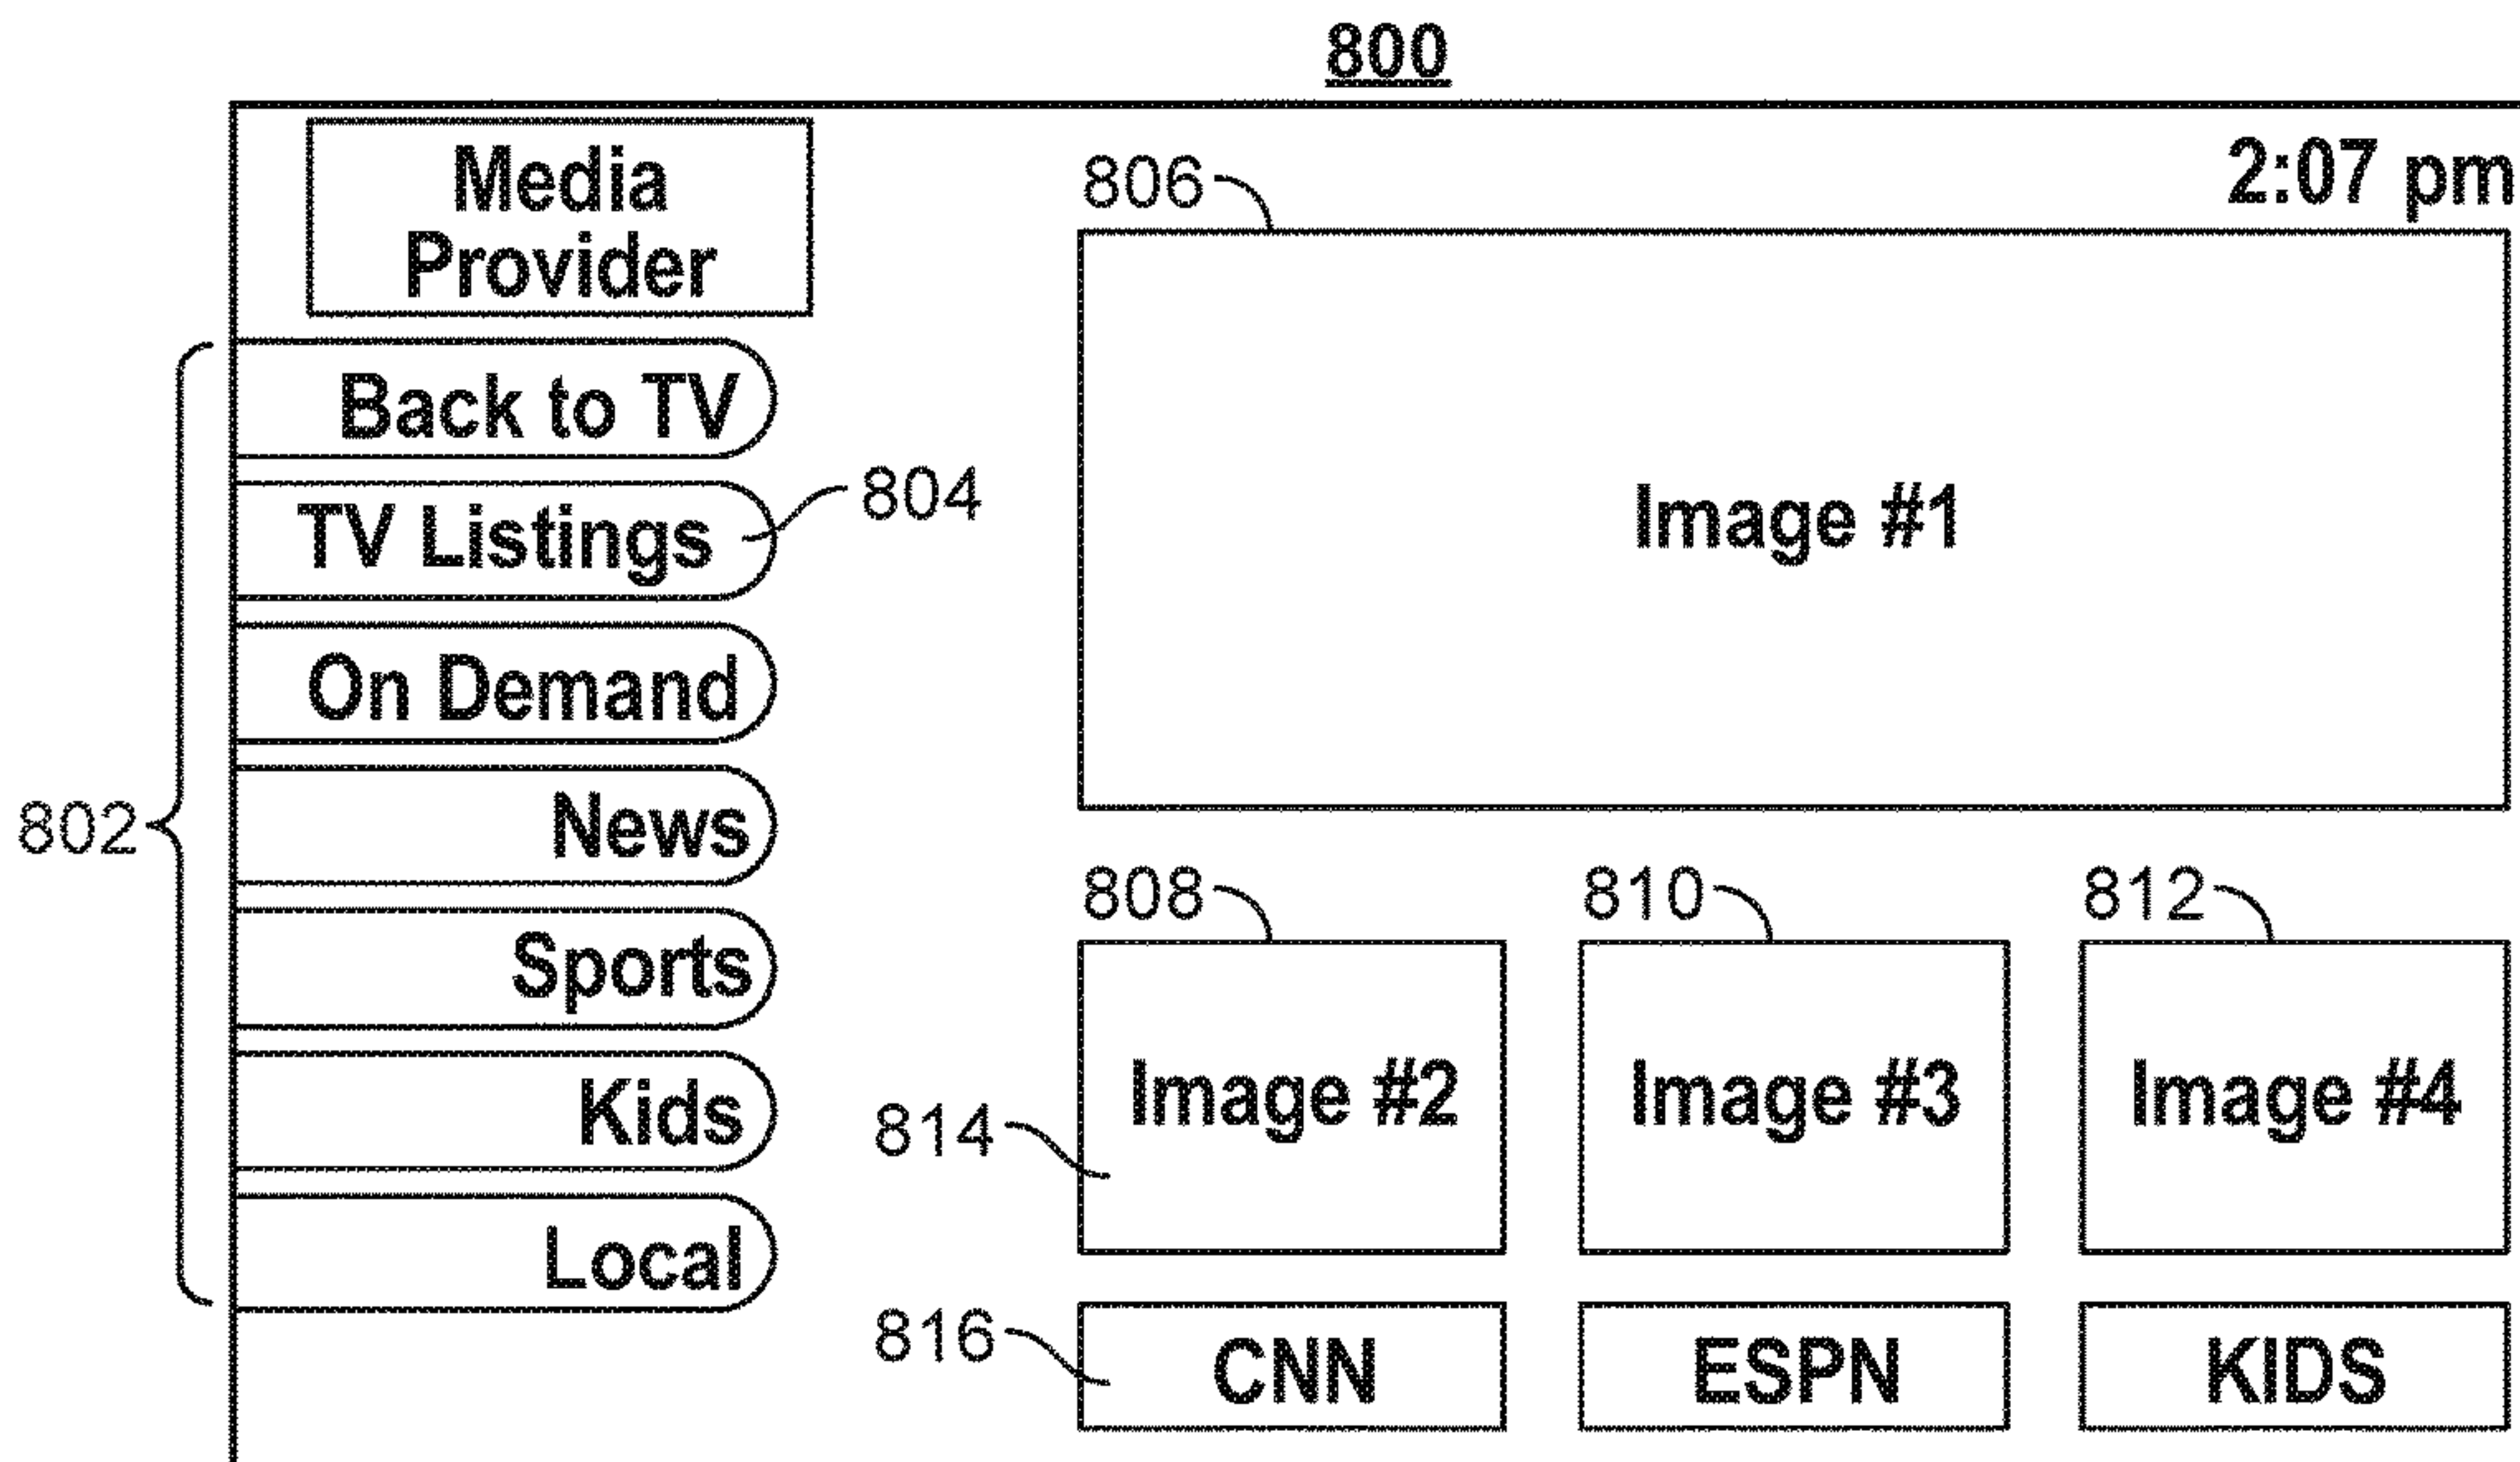 800
Media
Provider
2:07 pm
806
Back to TV
TV Listings
804
Image #1
On Demand
News
802
Sports
Kids
Local
808
810
812
Image #2
Image #3
Image #4
814
816
CNN
ESPN
KIDS